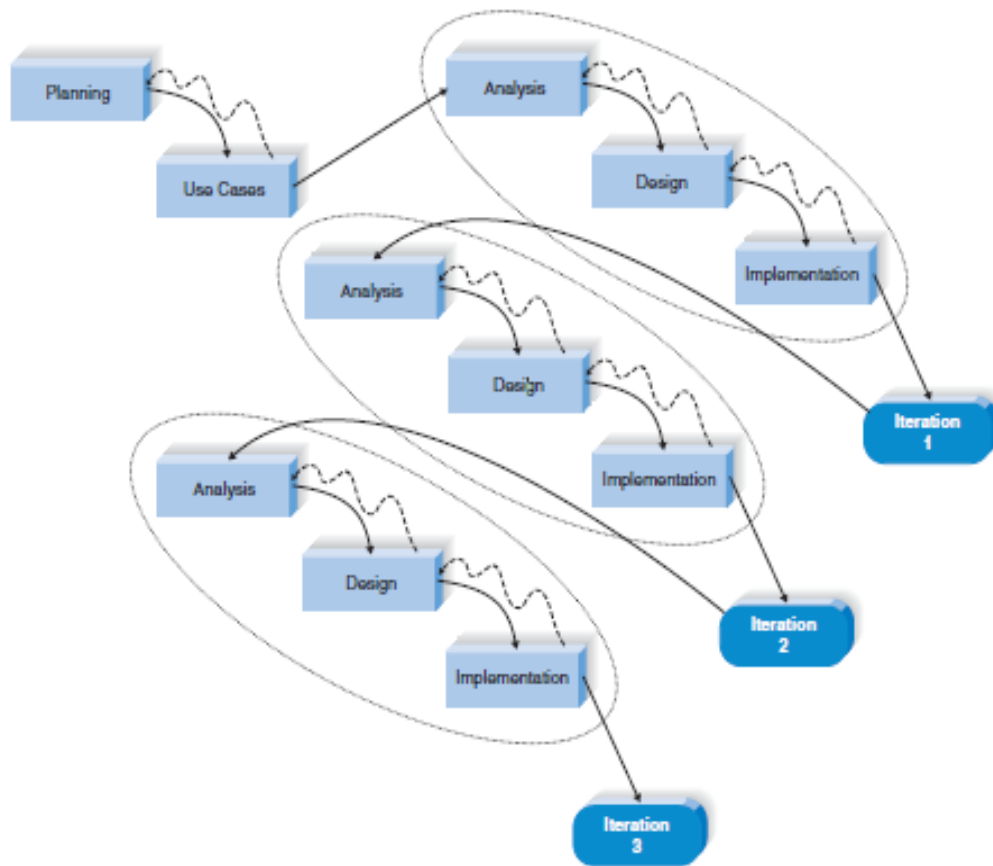 Planning
Use Cases
Analysis
Design
Implementation
Iteration
1
Analysis
Design
Implementation
Iteration
2
Analysis
Design
Implementation
Iteration
3